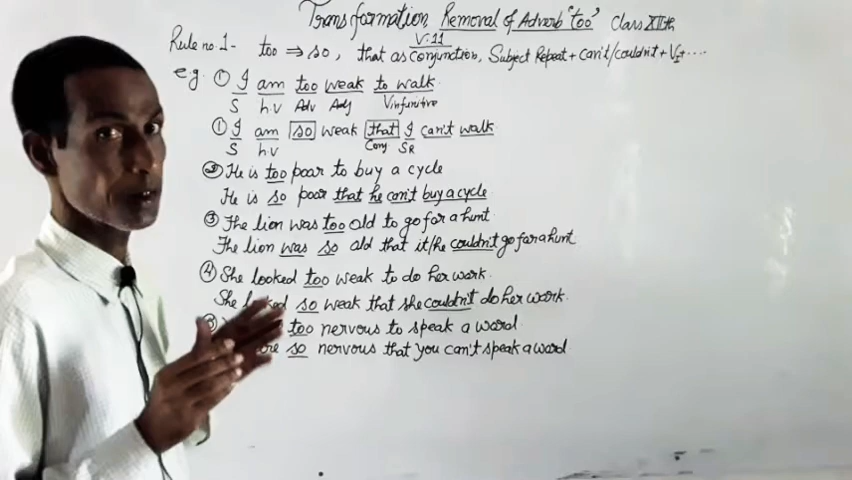 Transformation Removal of Adverb 'too' Class XIIth
V.11
Rule no. 1- too ⇒ so, that as conjunction, Subject Repeat + can't/couldn't + V1+....
e.g. ① I am too weak to walk
S h.v Adv Adj Vinfinitive
① I am so weak that I can't walk
S h.v Conj SR
② He is too poor to buy a cycle
He is so poor that he can't buy a cycle
③ The lion was too old to go for a hunt
The lion was so old that it/he couldn't go for a hunt
④ She looked too weak to do her work.
She looked so weak that she couldn't do her work.
too nervous to speak a word
are so nervous that you can't speak a word